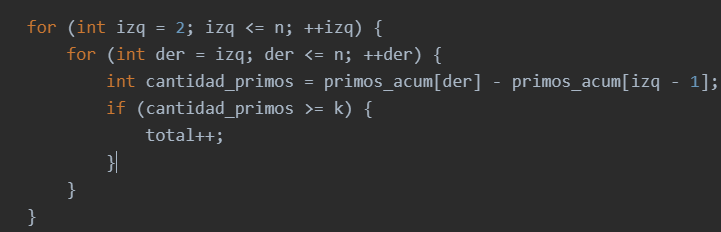 for (int izq = 2; izq <= n; ++izq) {
for (int der = izq; der <= n; ++der) {
int cantidad_primos = primos_acum[der] - primos_acum[izq - 1];
if (cantidad_primos >= k) {
total++;
}
}
}